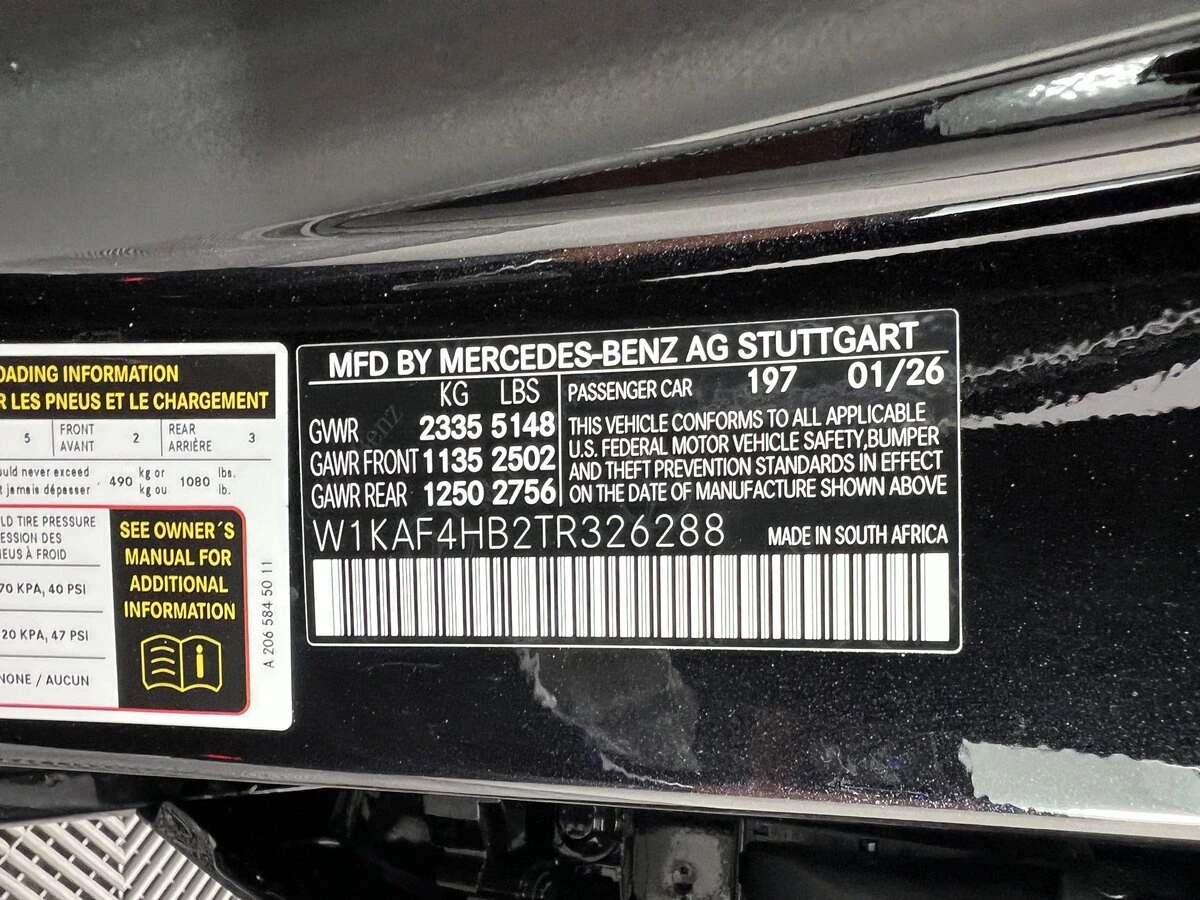 OADING INFORMATION
R LES PNEUS ET LE CHARGEMENT
5 FRONT AVANT 2 REAR ARRIÈRE 3
uld never exceed
t jamais dépasser
490 kg or kg ou 1080 lbs. lb.
LD TIRE PRESSURE
ESSION DES
EUS À FROID
70 KPA, 40 PSI
20 KPA, 47 PSI
NONE / AUCUN
SEE OWNER´S
MANUAL FOR
ADDITIONAL
INFORMATION
A 206 584 50 11
MFD BY MERCEDES-BENZ AG STUTTGART
KG LBS
GVWR 2335 5148
GAWR FRONT 1135 2502
GAWR REAR 1250 2756
PASSENGER CAR 197 01/26
THIS VEHICLE CONFORMS TO ALL APPLICABLE
U.S. FEDERAL MOTOR VEHICLE SAFETY,BUMPER
AND THEFT PREVENTION STANDARDS IN EFFECT
ON THE DATE OF MANUFACTURE SHOWN ABOVE
W1KAF4HB2TR326288 MADE IN SOUTH AFRICA